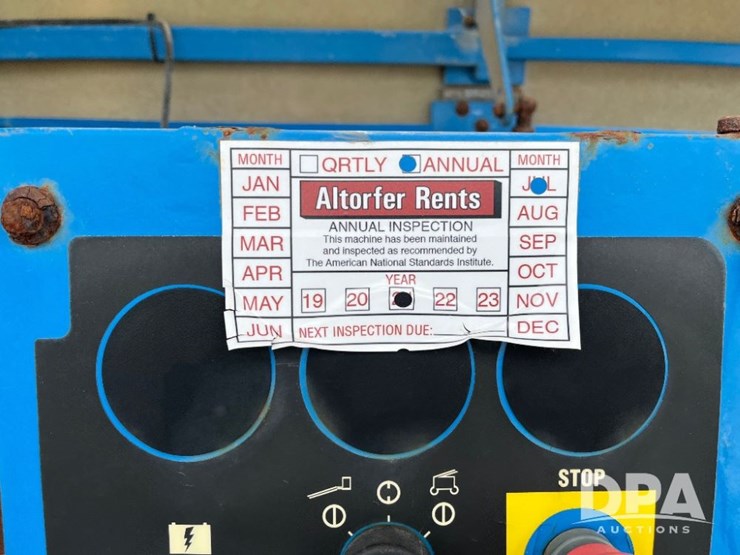 MONTH QRTLY ANNUAL MONTH
JAN Altorfer Rents JUL
FEB ANNUAL INSPECTION AUG
MAR This machine has been maintained SEP
and inspected as recommended by
APR The American National Standards Institute. OCT
YEAR
MAY 19 20 22 23 NOV
JUN NEXT INSPECTION DUE: DEC
STOP
DPA
AUCTIONS